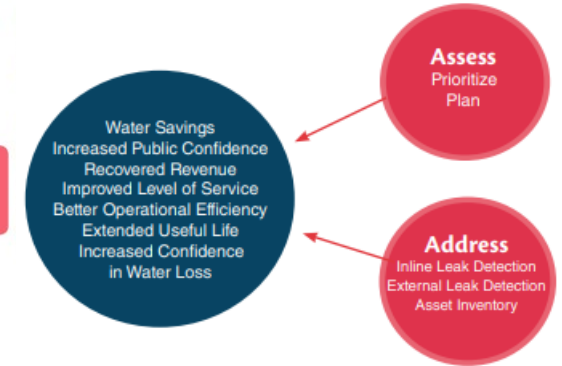 Water Savings
Increased Public Confidence
Recovered Revenue
Improved Level of Service
Better Operational Efficiency
Extended Useful Life
Increased Confidence
in Water Loss
Assess
Prioritize
Plan
Address
Inline Leak Detection
External Leak Detection
Asset Inventory